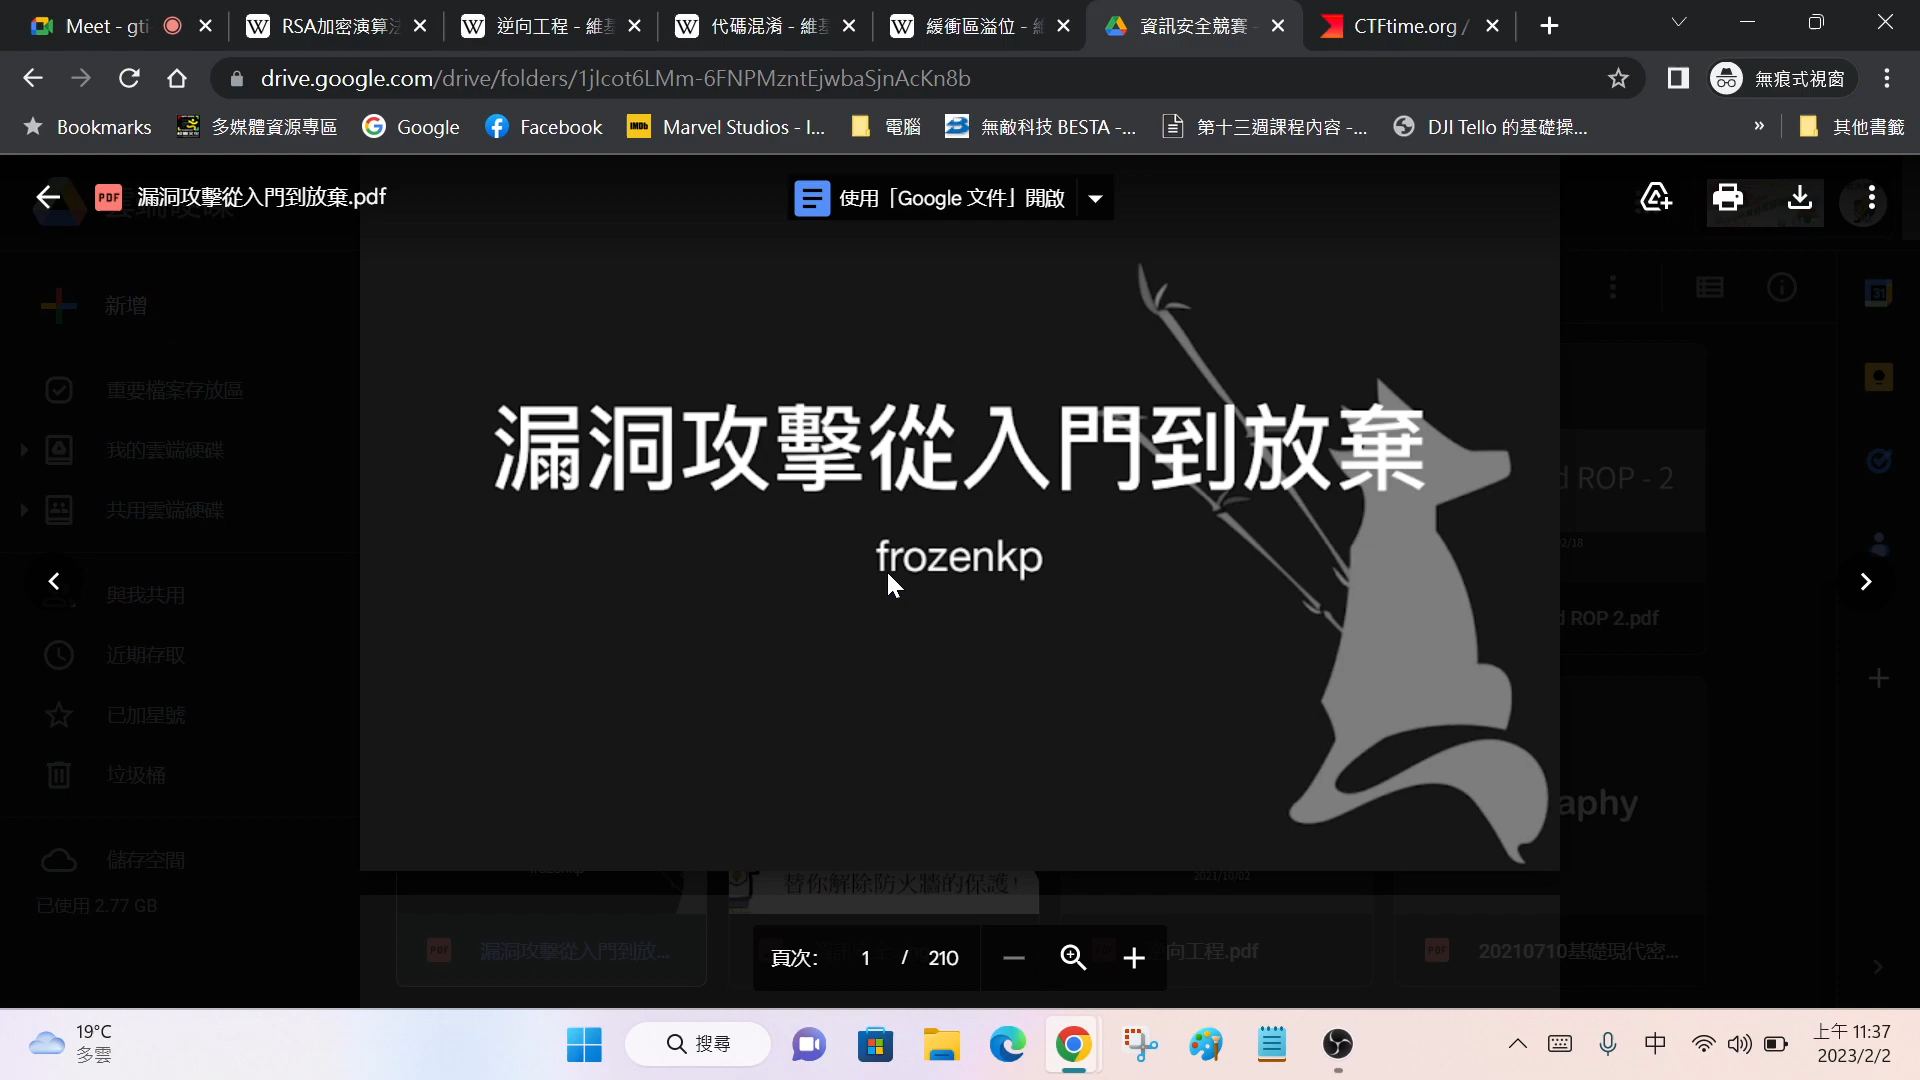 Meet - gti
RSA加密演算法
逆向工程 - 維基
代碼混淆 - 維基
緩衝區溢位 - 維
資訊安全競賽 -
CTFtime.org /
drive.google.com/drive/folders/1jIcot6LMm-6FNPMzntEjwbaSjnAcKn8b
無痕式視窗
Bookmarks
多媒體資源專區
Google
Facebook
Marvel Studios - I...
電腦
無敵科技 BESTA -...
第十三週課程內容 -...
DJI Tello 的基礎操...
»
其他書籤
漏洞攻擊從入門到放棄.pdf
使用「Google 文件」開啟
新增
重要檔案存放區
我的雲端硬碟
共用雲端硬碟
與我共用
近期存取
已加星號
垃圾桶
儲存空間
已使用 2.77 GB
漏洞攻擊從入門到放棄
frozenkp
d ROP - 2
2/18
d ROP 2.pdf
aphy
替你解除防火牆的保護!
2021/10/02
漏洞攻擊從入門到放...
向工程.pdf
20210710基礎現代密...
頁次: 1 / 210
19°C
多雲
搜尋
中
上午 11:37
2023/2/2